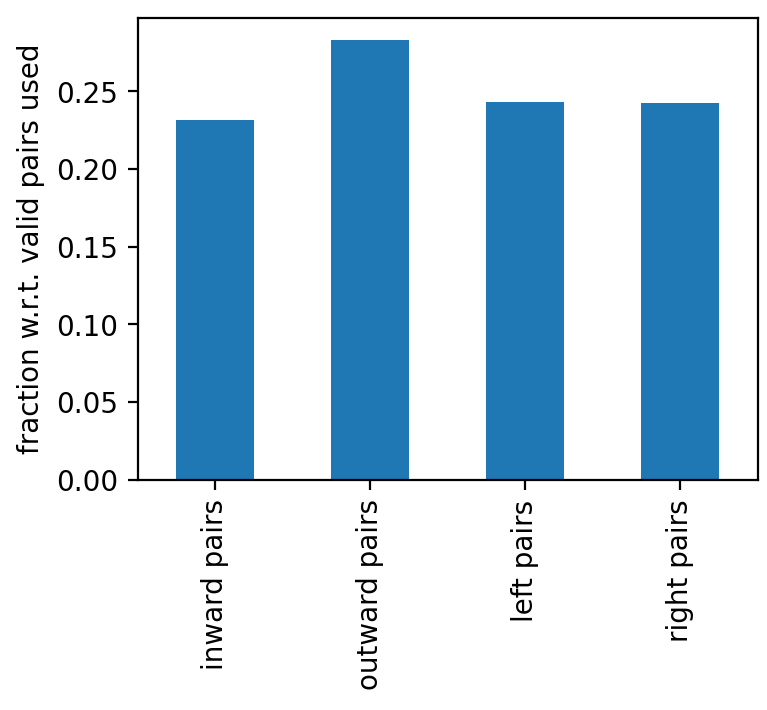 fraction w.r.t. valid pairs used
0.25
0.20
0.15
0.10
0.05
0.00
inward pairs
outward pairs
left pairs
right pairs